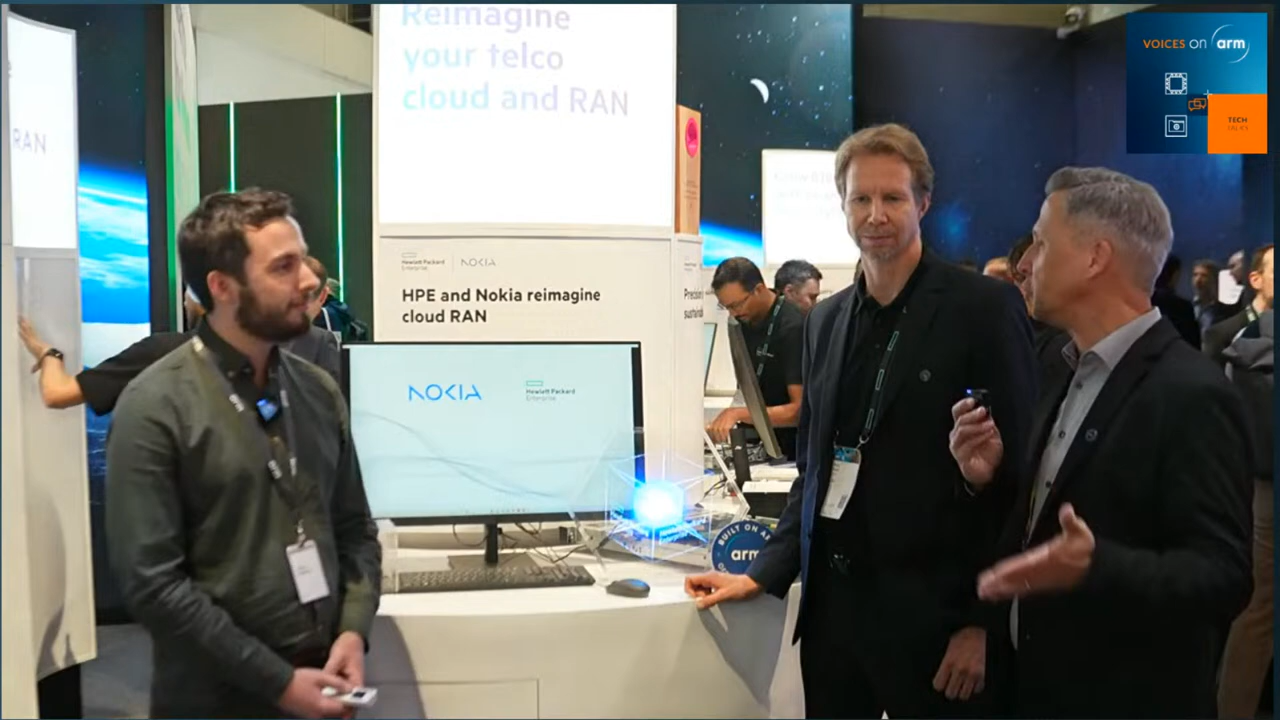 Reimagine
your telco
cloud and RAN
RAN
VOICES ON arm
TECH
TALKS
Hewlett Packard
Enterprise
NOKIA
HPE and Nokia reimagine
cloud RAN
NOKIA
Hewlett Packard
Enterprise
BUILT ON
arm